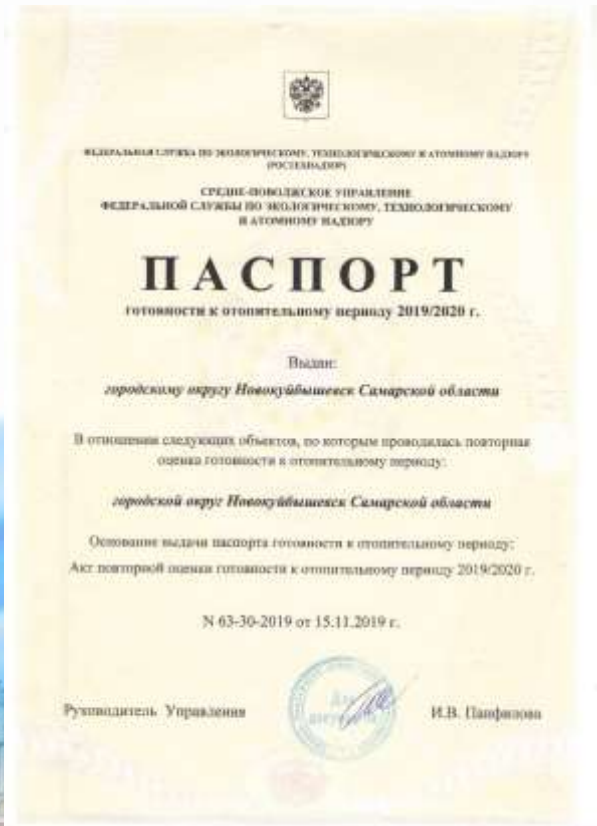 ФЕДЕРАЛЬНАЯ СЛУЖБА ПО ЭКОЛОГИЧЕСКОМУ, ТЕХНОЛОГИЧЕСКОМУ И АТОМНОМУ НАДЗОРУ
(РОСТЕХНАДЗОР)
СРЕДНЕ-ПОВОЛЖСКОЕ УПРАВЛЕНИЕ
ФЕДЕРАЛЬНОЙ СЛУЖБЫ ПО ЭКОЛОГИЧЕСКОМУ, ТЕХНОЛОГИЧЕСКОМУ
И АТОМНОМУ НАДЗОРУ
ПАСПОРТ
готовности к отопительному периоду 2019/2020 г.
Выдан:
городскому округу Новокуйбышевск Самарской области
В отношении следующих объектов, по которым проводилась повторная
оценка готовности к отопительному периоду:
городской округ Новокуйбышевск Самарской области
Основание выдачи паспорта готовности к отопительному периоду:
Акт повторной оценки готовности к отопительному периоду 2019/2020 г.
N 63-30-2019 от 15.11.2019 г.
Для
Руководитель Управления И.В. Панфилова